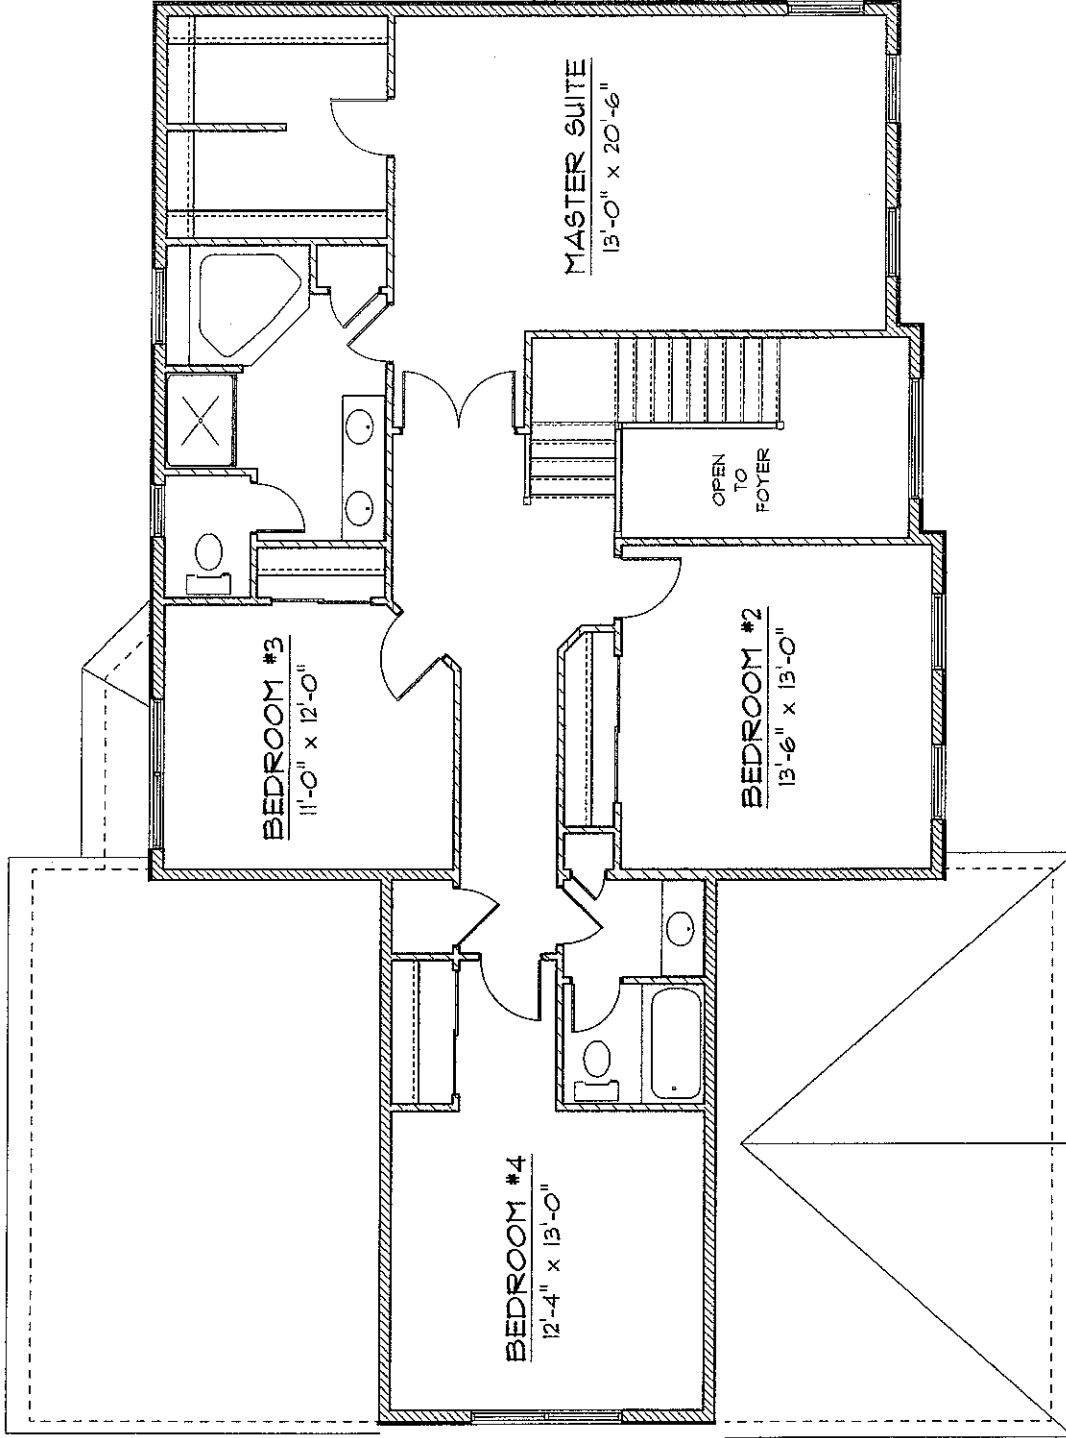 MASTER SUITE
13'-0" x 20'-6"
OPEN
TO
FOYER
BEDROOM #3
11'-0" x 12'-0"
BEDROOM #2
13'-6" x 13'-0"
BEDROOM #4
12'-4" x 13'-0"